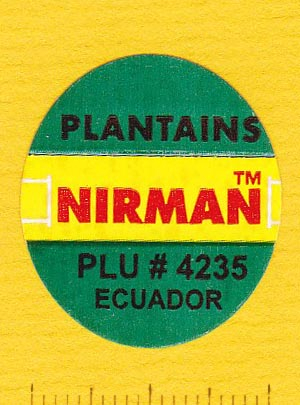 PLANTAINS
NIRMAN™
PLU # 4235
ECUADOR